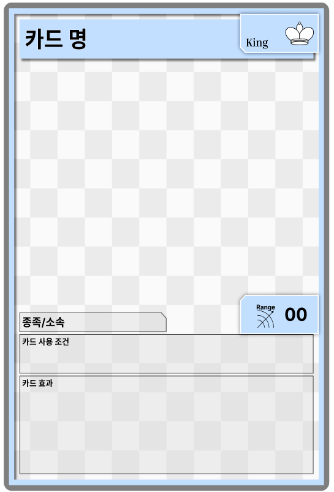 카드 명
King
Range
00
종족/소속
카드 사용 조건
카드 효과